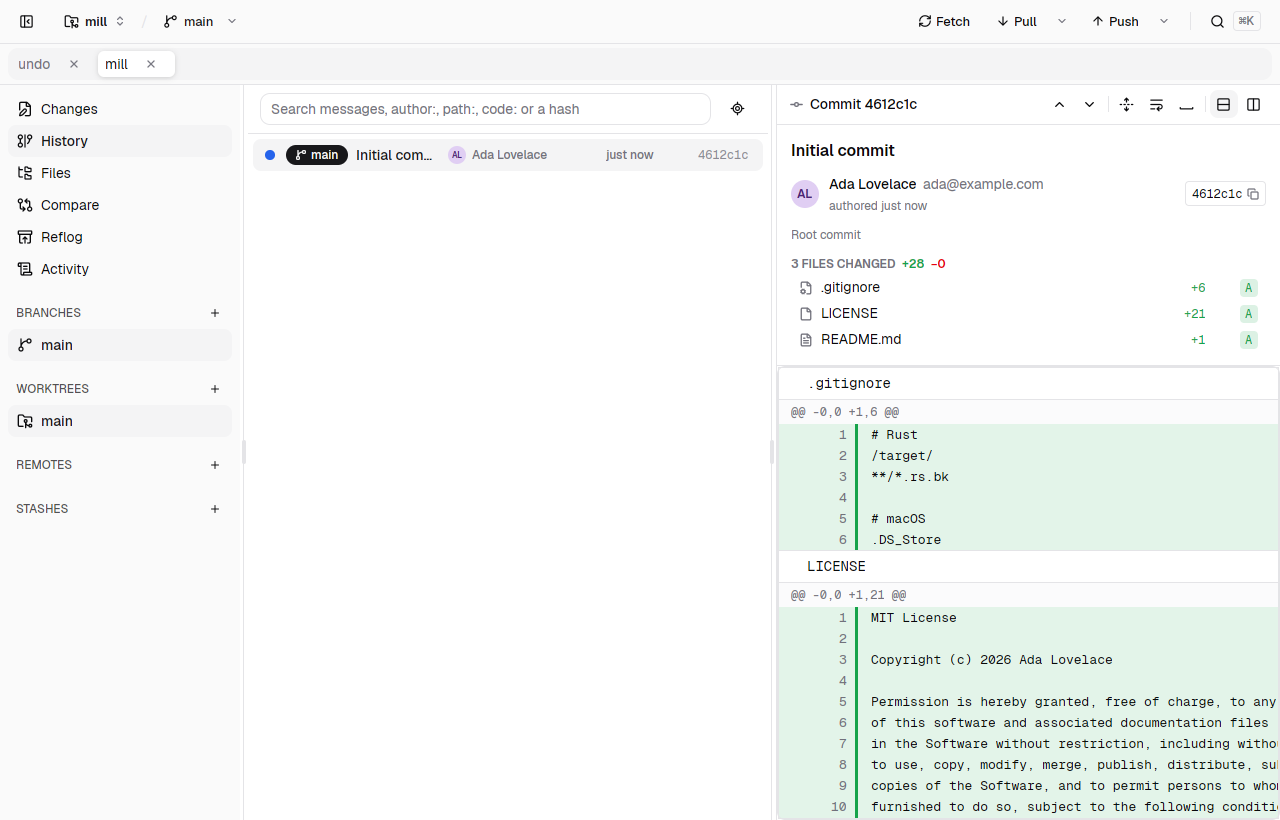 mill / main Fetch Pull Push ⌘K
undo mill
Changes
History
Files
Compare
Reflog
Activity
BRANCHES
main
WORKTREES
main
REMOTES
STASHES
Search messages, author:, path:, code: or a hash
main Initial com... AL Ada Lovelace just now 4612c1c
Commit 4612c1c
Initial commit
AL Ada Lovelace ada@example.com
authored just now
4612c1c
Root commit
3 FILES CHANGED +28 −0
.gitignore +6 A
LICENSE +21 A
README.md +1 A
.gitignore
@@ -0,0 +1,6 @@
1 # Rust
2 /target/
3 **/*.rs.bk
4
5 # macOS
6 .DS_Store
LICENSE
@@ -0,0 +1,21 @@
1 MIT License
2
3 Copyright (c) 2026 Ada Lovelace
4
5 Permission is hereby granted, free of charge, to any
6 of this software and associated documentation files
7 in the Software without restriction, including witho
8 to use, copy, modify, merge, publish, distribute, su
9 copies of the Software, and to permit persons to who
10 furnished to do so, subject to the following conditi